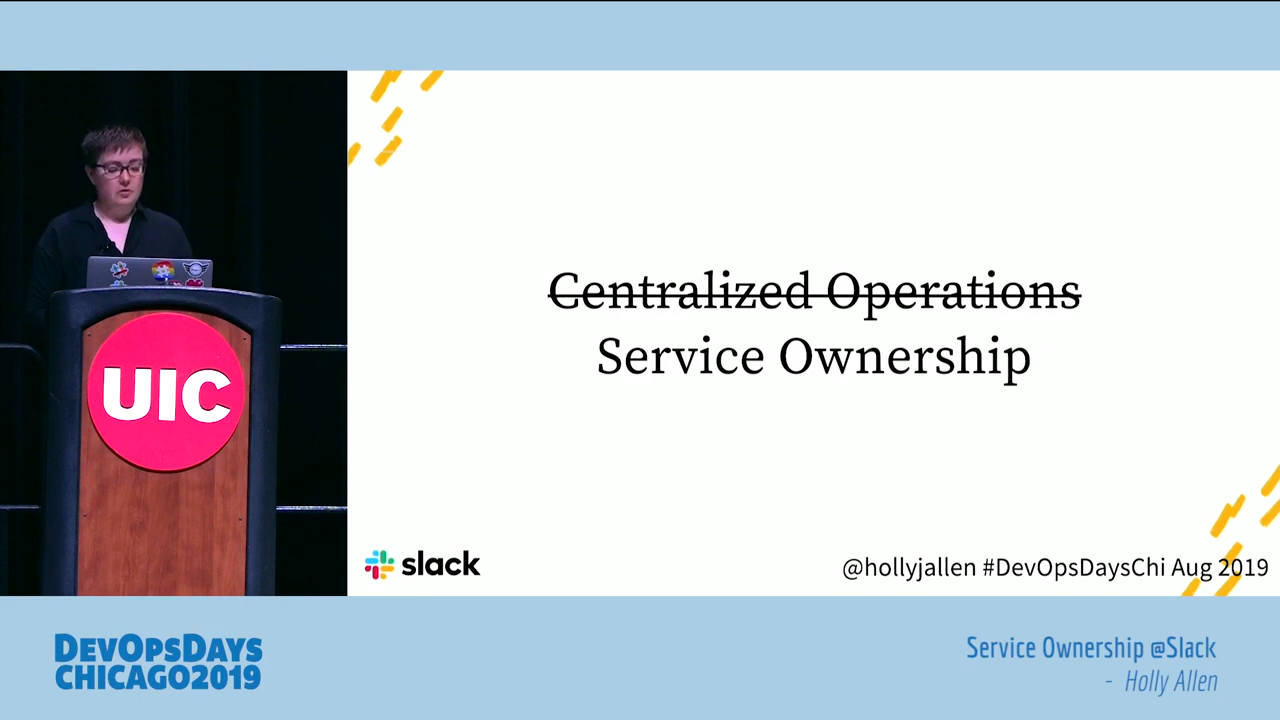 Centralized Operations
Service Ownership
UIC
slack
@hollyjallen #DevOpsDaysChi Aug 2019
DEVOPSDAYS
CHICAGO2019
Service Ownership @Slack
- Holly Allen